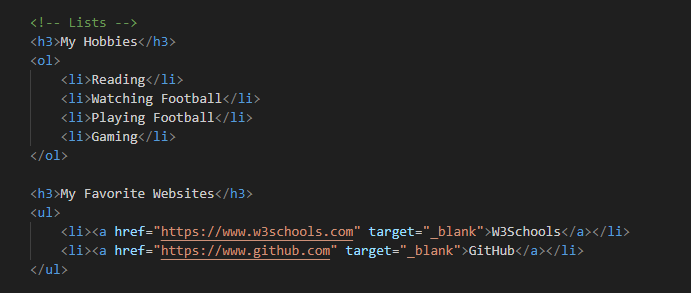 <!-- Lists -->
<h3>My Hobbies</h3>
<ol>
    <li>Reading</li>
    <li>Watching Football</li>
    <li>Playing Football</li>
    <li>Gaming</li>
</ol>

<h3>My Favorite Websites</h3>
<ul>
    <li><a href="https://www.w3schools.com" target="_blank">W3Schools</a></li>
    <li><a href="https://www.github.com" target="_blank">GitHub</a></li>
</ul>